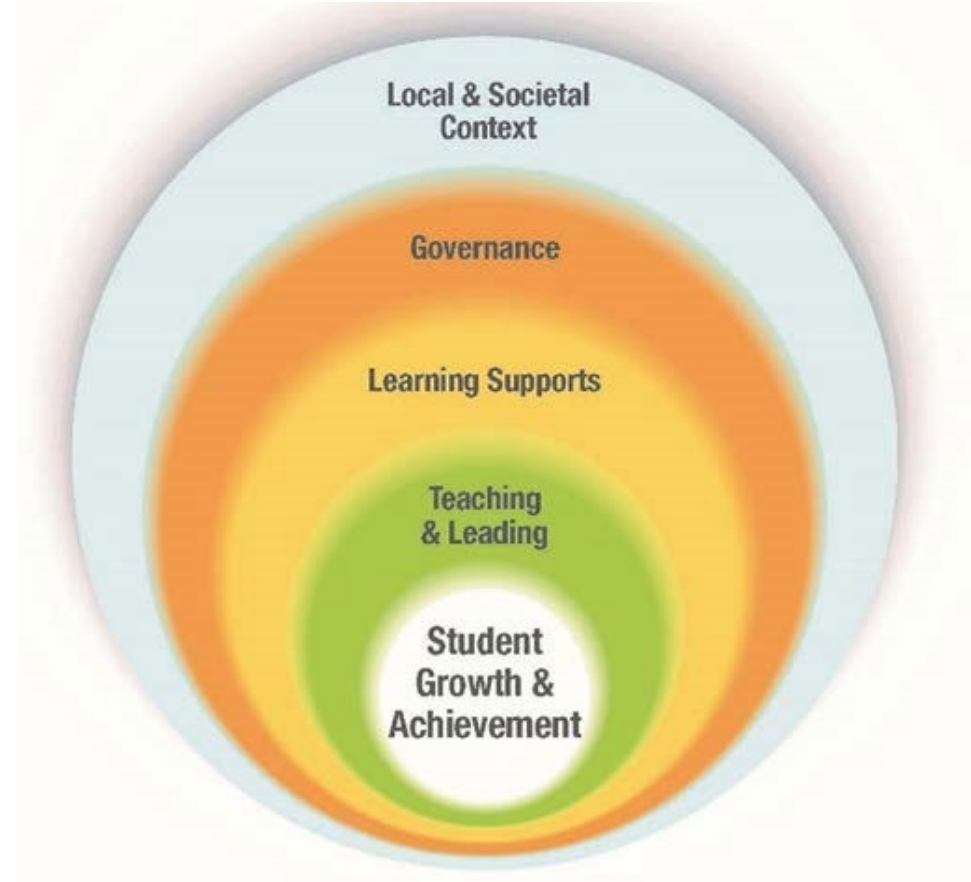 Local & Societal
Context
Governance
Learning Supports
Teaching
& Leading
Student
Growth &
Achievement